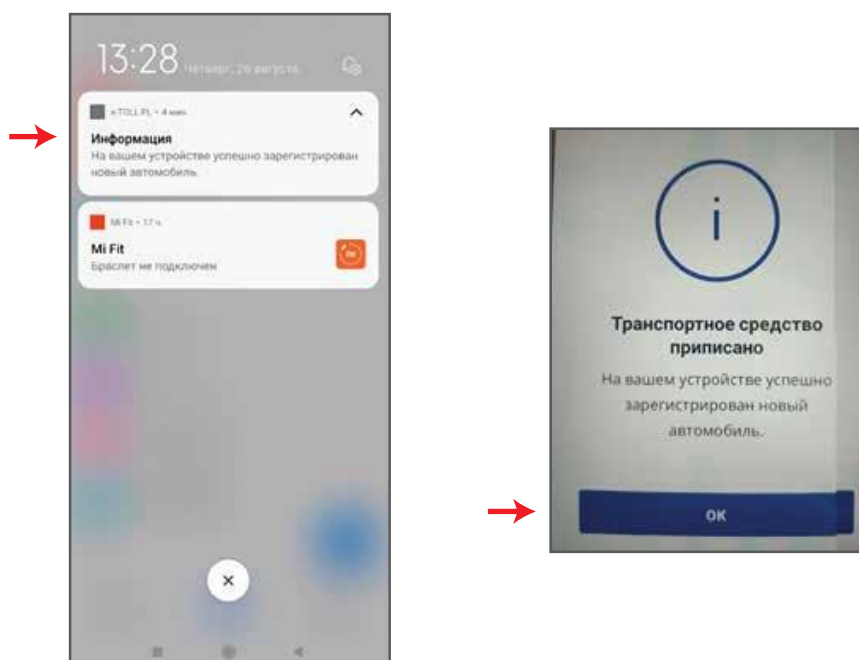 13:28 Четверг, 26 августа
e-TOLL PL • 4 мин
Информация
На вашем устройстве успешно зарегистрирован
новый автомобиль.
Mi Fit • 17 ч
Mi Fit
Браслет не подключен
i
Транспортное средство
приписано
На вашем устройстве успешно
зарегистрирован новый
автомобиль.
ОК